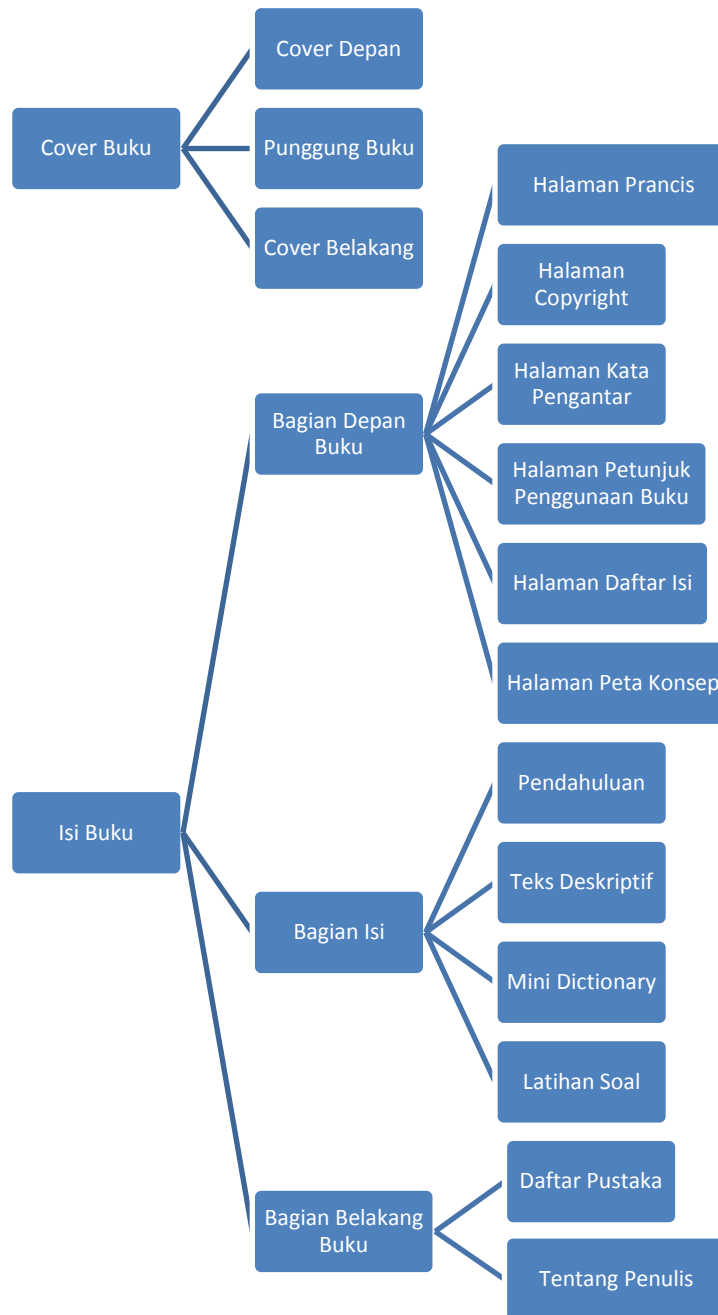 Cover Buku
Cover Depan
Punggung Buku
Cover Belakang
Isi Buku
Bagian Depan
Buku
Halaman Prancis
Halaman
Copyright
Halaman Kata
Pengantar
Halaman Petunjuk
Penggunaan Buku
Halaman Daftar Isi
Halaman Peta Konsep
Bagian Isi
Pendahuluan
Teks Deskriptif
Mini Dictionary
Latihan Soal
Bagian Belakang
Buku
Daftar Pustaka
Tentang Penulis